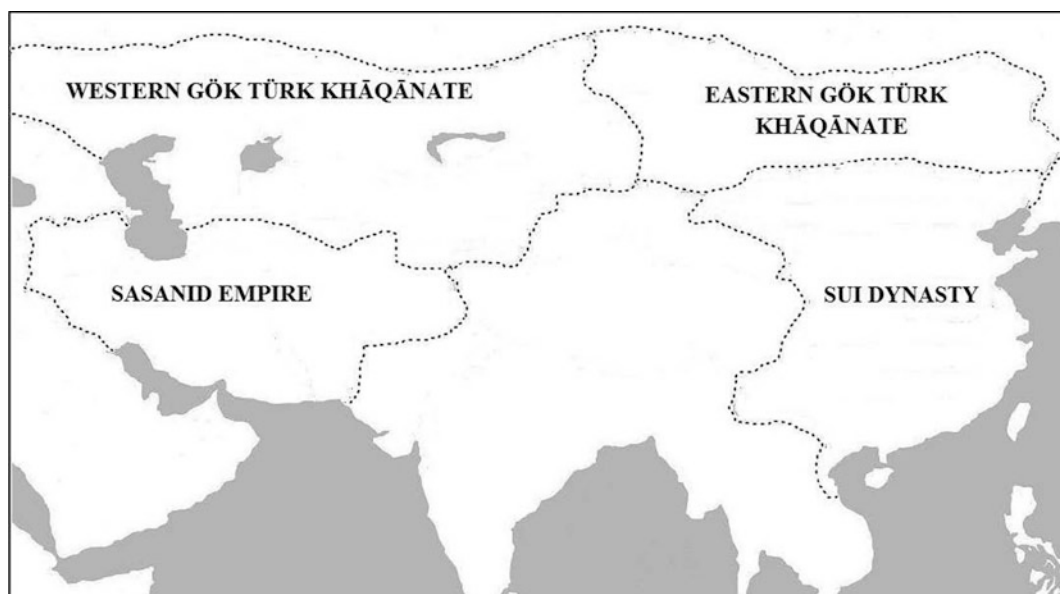 WESTERN GÖK TÜRK KHĀQĀNATE
EASTERN GÖK TÜRK
KHĀQĀNATE
SASANID EMPIRE
SUI DYNASTY